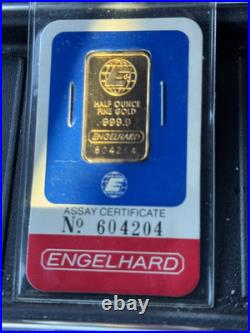 HALF OUNCE
FINE GOLD
999.9
ENGELHARD
604204
ASSAY CERTIFICATE
No 604204
ENGELHARD